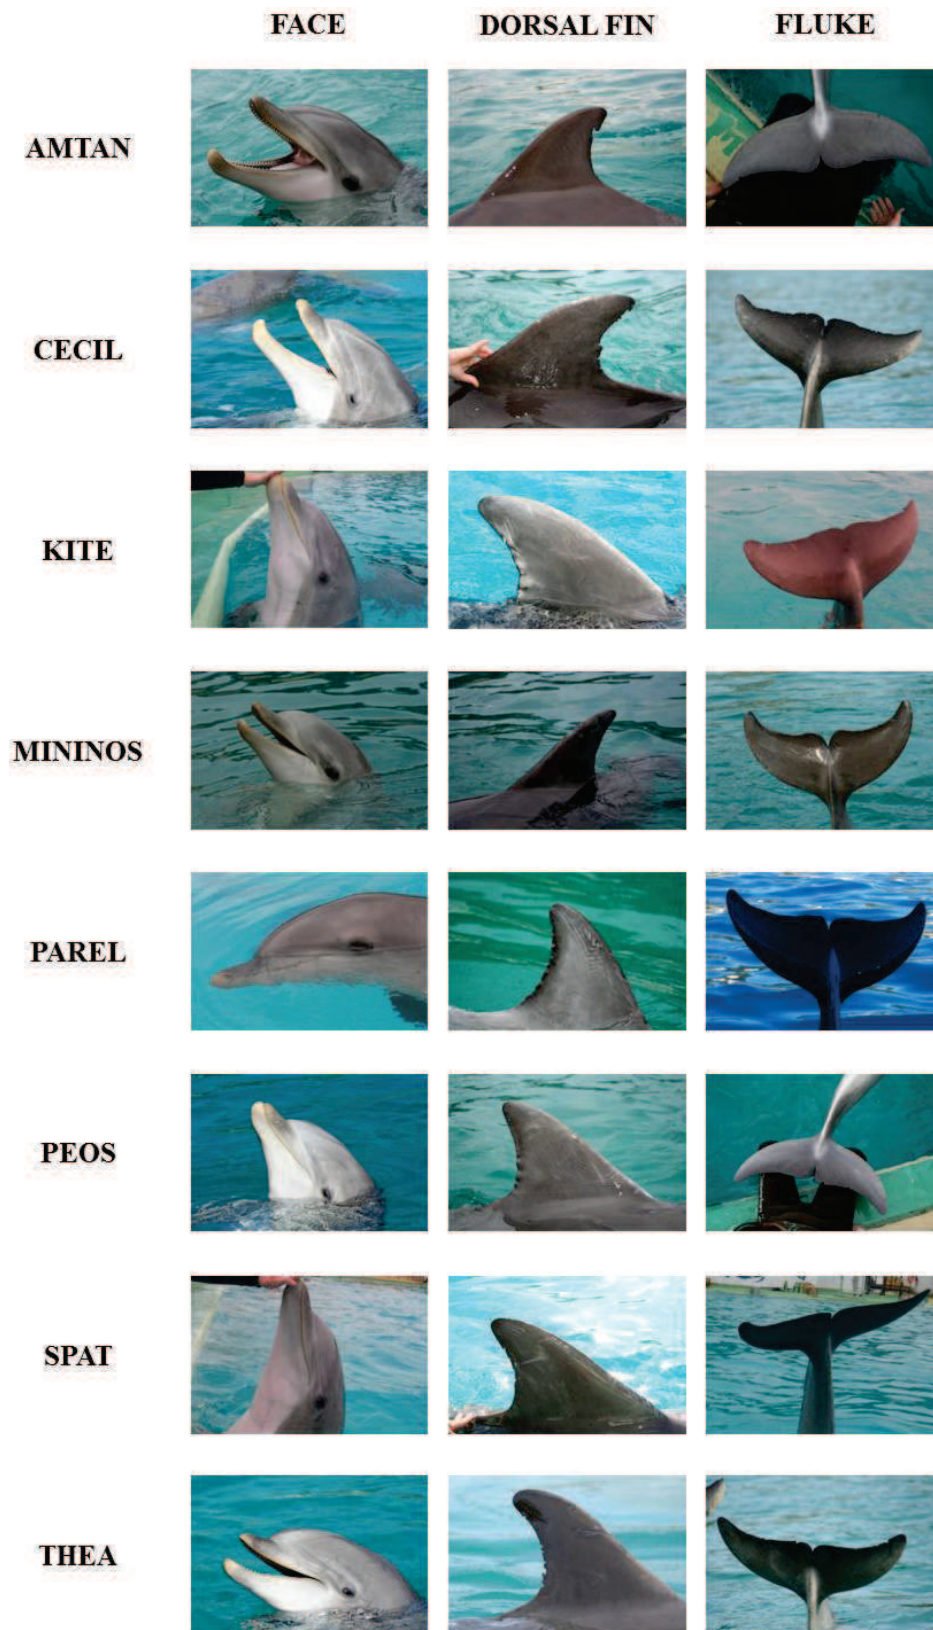 FACE DORSAL FIN FLUKE
AMTAN
CECIL
KITE
MININOS
PAREL
PEOS
SPAT
THEA